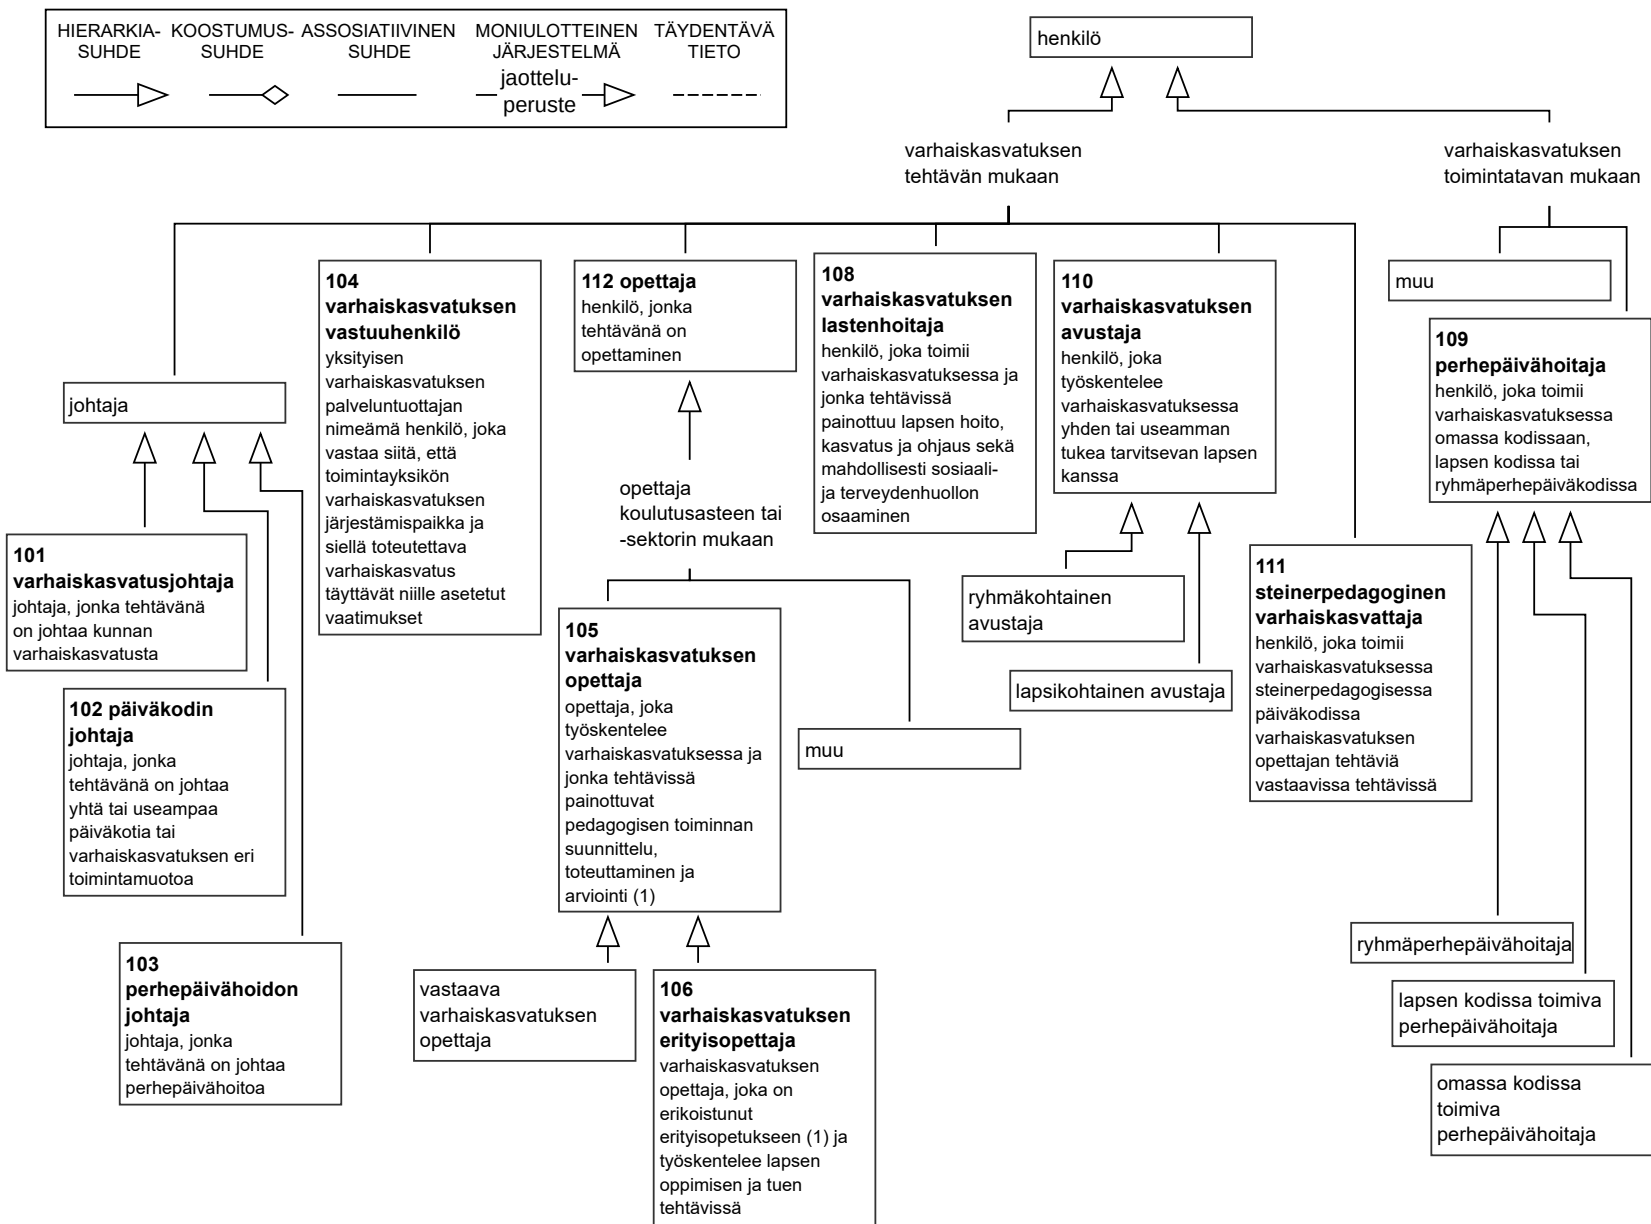 HIERARKIA-
SUHDE
KOOSTUMUS-
SUHDE
ASSOSIATIIVINEN
SUHDE
MONIULOTTEINEN
JÄRJESTELMÄ
jaottelu-
peruste
TÄYDENTÄVÄ
TIETO
henkilö
varhaiskasvatuksen
tehtävän mukaan
varhaiskasvatuksen
toimintatavan mukaan
johtaja
104
varhaiskasvatuksen
vastuuhenkilö
yksityisen
varhaiskasvatuksen
palveluntuottajan
nimeämä henkilö, joka
vastaa siitä, että
toimintayksikön
varhaiskasvatuksen
järjestämispaikka ja
siellä toteutettava
varhaiskasvatus
täyttävät niille asetetut
vaatimukset
112 opettaja
henkilö, jonka
tehtävänä on
opettaminen
108
varhaiskasvatuksen
lastenhoitaja
henkilö, joka toimii
varhaiskasvatuksessa ja
jonka tehtävissä
painottuu lapsen hoito,
kasvatus ja ohjaus sekä
mahdollisesti sosiaali-
ja terveydenhuollon
osaaminen
110
varhaiskasvatuksen
avustaja
henkilö, joka
työskentelee
varhaiskasvatuksessa
yhden tai useamman
tukea tarvitsevan lapsen
kanssa
muu
109
perhepäivähoitaja
henkilö, joka toimii
varhaiskasvatuksessa
omassa kodissaan,
lapsen kodissa tai
ryhmäperhepäiväkodissa
opettaja
koulutusasteen tai
-sektorin mukaan
101
varhaiskasvatusjohtaja
johtaja, jonka tehtävänä
on johtaa kunnan
varhaiskasvatusta
102 päiväkodin
johtaja
johtaja, jonka
tehtävänä on johtaa
yhtä tai useampaa
päiväkotia tai
varhaiskasvatuksen eri
toimintamuotoa
103
perhepäivähoidon
johtaja
johtaja, jonka
tehtävänä on johtaa
perhepäivähoitoa
105
varhaiskasvatuksen
opettaja
opettaja, joka
työskentelee
varhaiskasvatuksessa ja
jonka tehtävissä
painottuvat
pedagogisen toiminnan
suunnittelu,
toteuttaminen ja
arviointi (1)
muu
ryhmäkohtainen
avustaja
lapsikohtainen avustaja
111
steinerpedagoginen
varhaiskasvattaja
henkilö, joka toimii
varhaiskasvatuksessa
steinerpedagogisessa
päiväkodissa
varhaiskasvatuksen
opettajan tehtäviä
vastaavissa tehtävissä
vastaava
varhaiskasvatuksen
opettaja
106
varhaiskasvatuksen
erityisopettaja
varhaiskasvatuksen
opettaja, joka on
erikoistunut
erityisopetukseen (1) ja
työskentelee lapsen
oppimisen ja tuen
tehtävissä
ryhmäperhepäivähoitaja
lapsen kodissa toimiva
perhepäivähoitaja
omassa kodissa
toimiva
perhepäivähoitaja